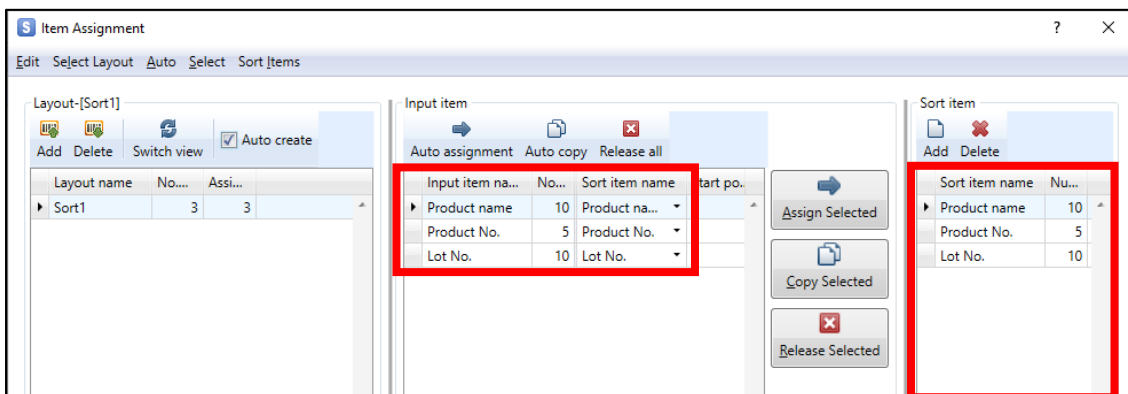 S Item Assignment ? ×
Edit Select Layout Auto Select Sort Items
Layout-[Sort1]
Add Delete Switch view Auto create
Layout name No.... Assi...
Sort1 3 3
Input item
Auto assignment Auto copy Release all
Input item na... No... Sort item name tart po..
Product name 10 Product na...
Product No. 5 Product No.
Lot No. 10 Lot No.
Assign Selected
Copy Selected
Release Selected
Sort item
Add Delete
Sort item name Nu...
Product name 10
Product No. 5
Lot No. 10